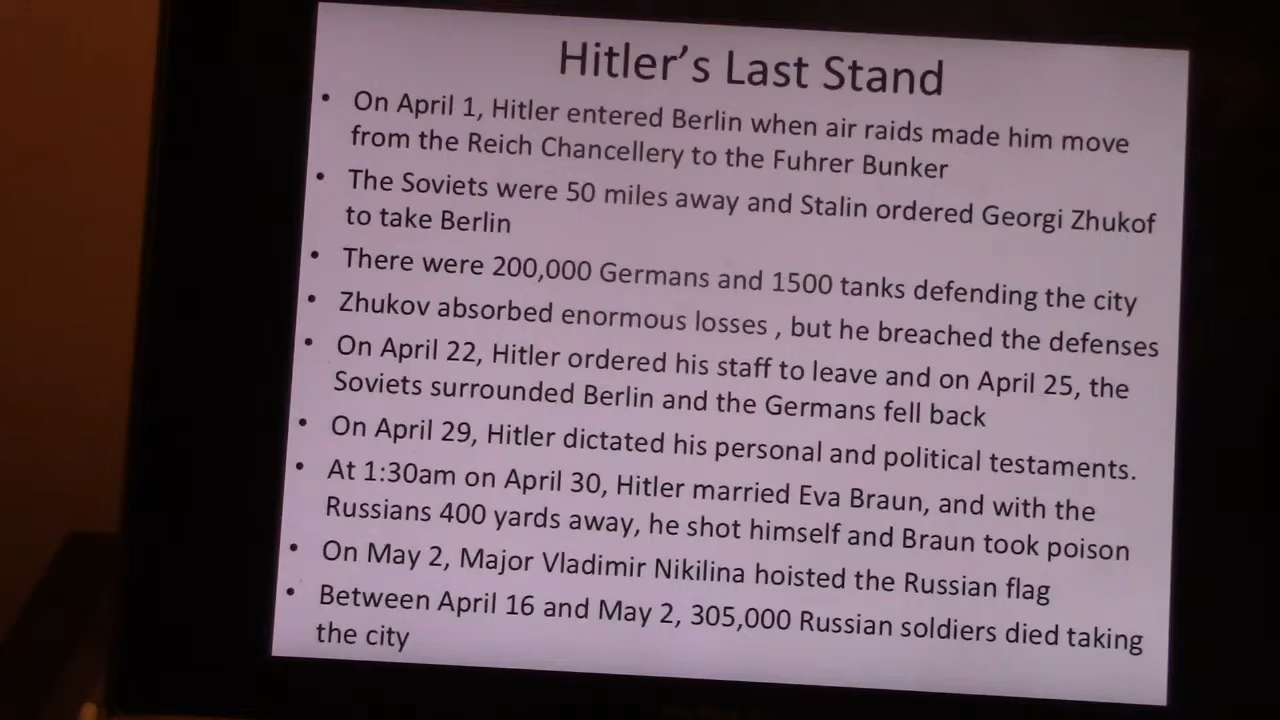 Hitler's Last Stand
• On April 1, Hitler entered Berlin when air raids made him move
from the Reich Chancellery to the Fuhrer Bunker
• The Soviets were 50 miles away and Stalin ordered Georgi Zhukof
to take Berlin
• There were 200,000 Germans and 1500 tanks defending the city
• Zhukov absorbed enormous losses , but he breached the defenses
• On April 22, Hitler ordered his staff to leave and on April 25, the
Soviets surrounded Berlin and the Germans fell back
• On April 29, Hitler dictated his personal and political testaments.
• At 1:30am on April 30, Hitler married Eva Braun, and with the
Russians 400 yards away, he shot himself and Braun took poison
• On May 2, Major Vladimir Nikilina hoisted the Russian flag
• Between April 16 and May 2, 305,000 Russian soldiers died taking
the city